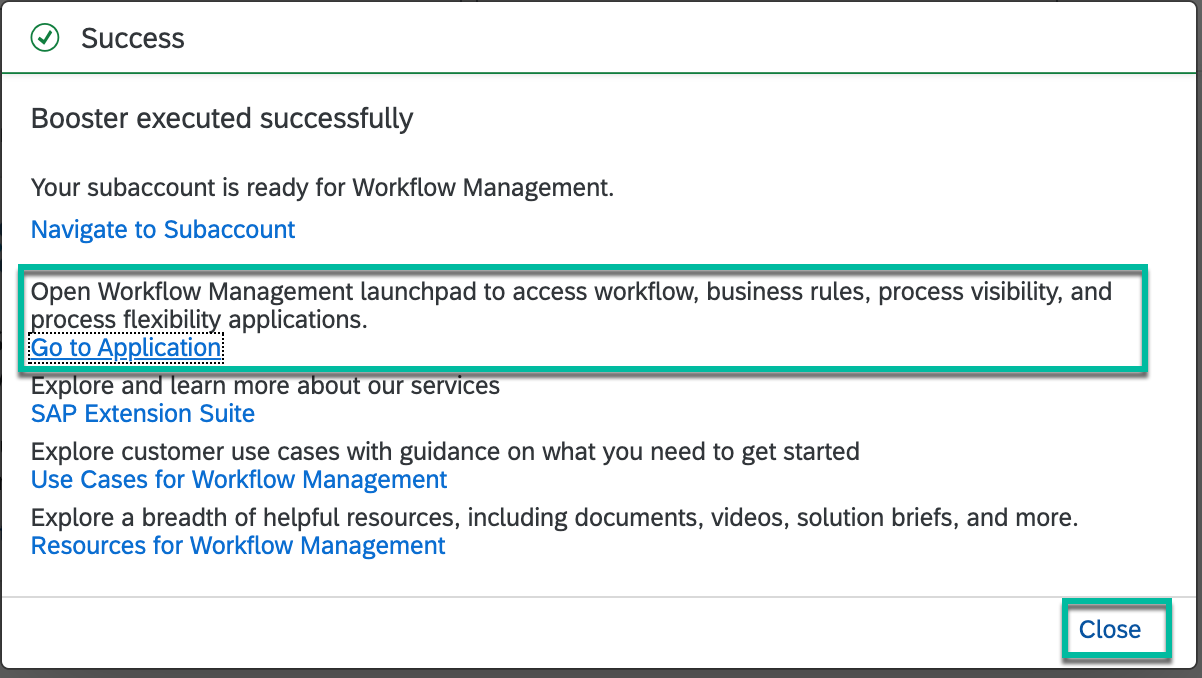 Success
Booster executed successfully
Your subaccount is ready for Workflow Management.
Navigate to Subaccount
Open Workflow Management launchpad to access workflow, business rules, process visibility, and
process flexibility applications.
Go to Application
Explore and learn more about our services
SAP Extension Suite
Explore customer use cases with guidance on what you need to get started
Use Cases for Workflow Management
Explore a breadth of helpful resources, including documents, videos, solution briefs, and more.
Resources for Workflow Management
Close